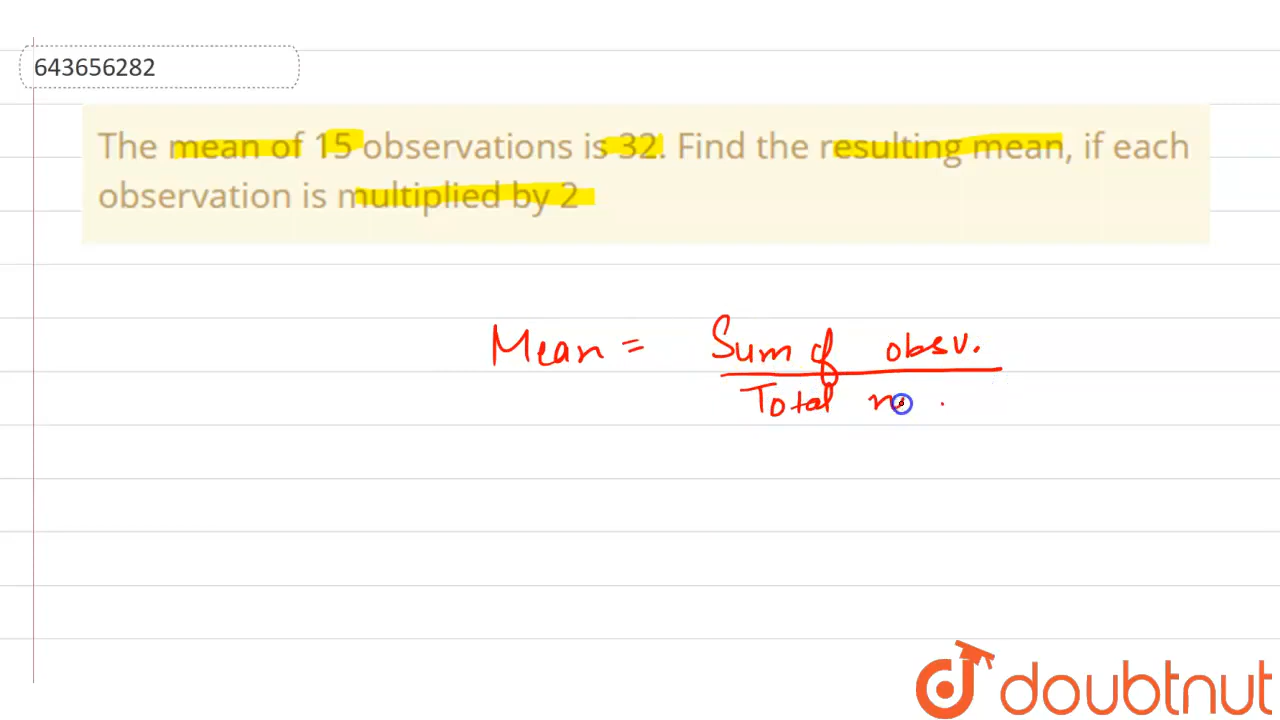 643656282
The mean of 15 observations is 32. Find the resulting mean, if each
observation is multiplied by 2
Mean = Sum of obsv.
Total no.
doubtnut